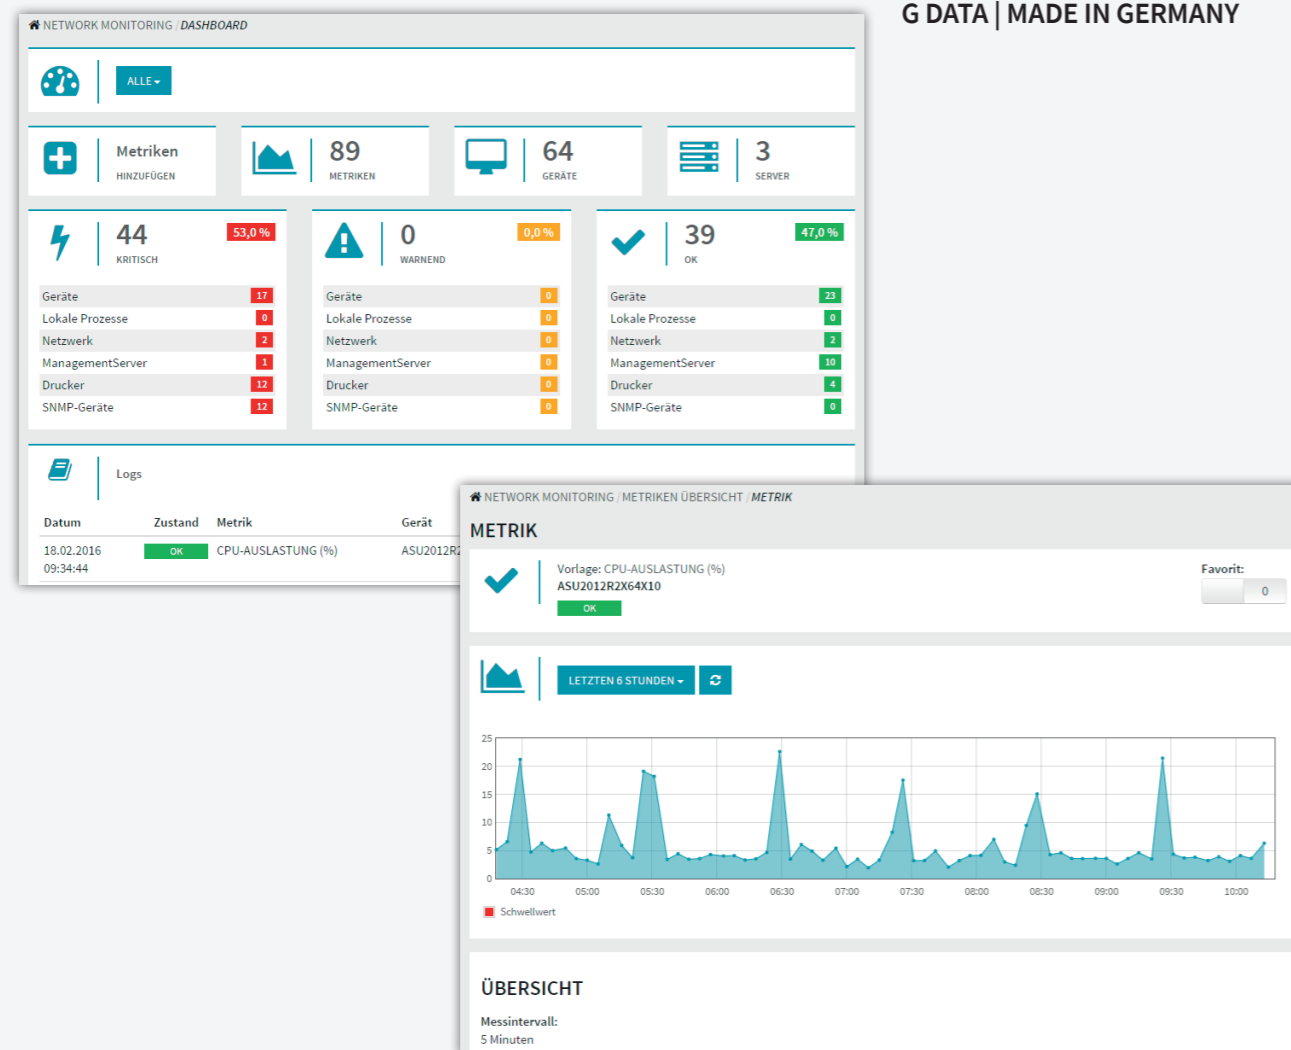 G DATA | MADE IN GERMANY
NETWORK MONITORING / DASHBOARD
ALLE
Metriken
HINZUFÜGEN
89
METRIKEN
64
GERÄTE
3
SERVER
44
KRITISCH
53,0 %
Geräte 17
Lokale Prozesse 0
Netzwerk 2
ManagementServer 1
Drucker 12
SNMP-Geräte 12
0
WARNEND
0,0 %
Geräte 0
Lokale Prozesse 0
Netzwerk 0
ManagementServer 0
Drucker 0
SNMP-Geräte 0
39
OK
47,0 %
Geräte 23
Lokale Prozesse 0
Netzwerk 2
ManagementServer 10
Drucker 4
SNMP-Geräte 0
Logs
Datum Zustand Metrik Gerät
18.02.2016 OK CPU-AUSLASTUNG (%) ASU2012R2
09:34:44
NETWORK MONITORING / METRIKEN ÜBERSICHT / METRIK
METRIK
Vorlage: CPU-AUSLASTUNG (%)
ASU2012R2X64X10
OK
Favorit:
0
LETZTEN 6 STUNDEN
25
20
15
10
5
0
04:30 05:00 05:30 06:00 06:30 07:00 07:30 08:00 08:30 09:00 09:30 10:00
Schwellwert
ÜBERSICHT
Messintervall:
5 Minuten